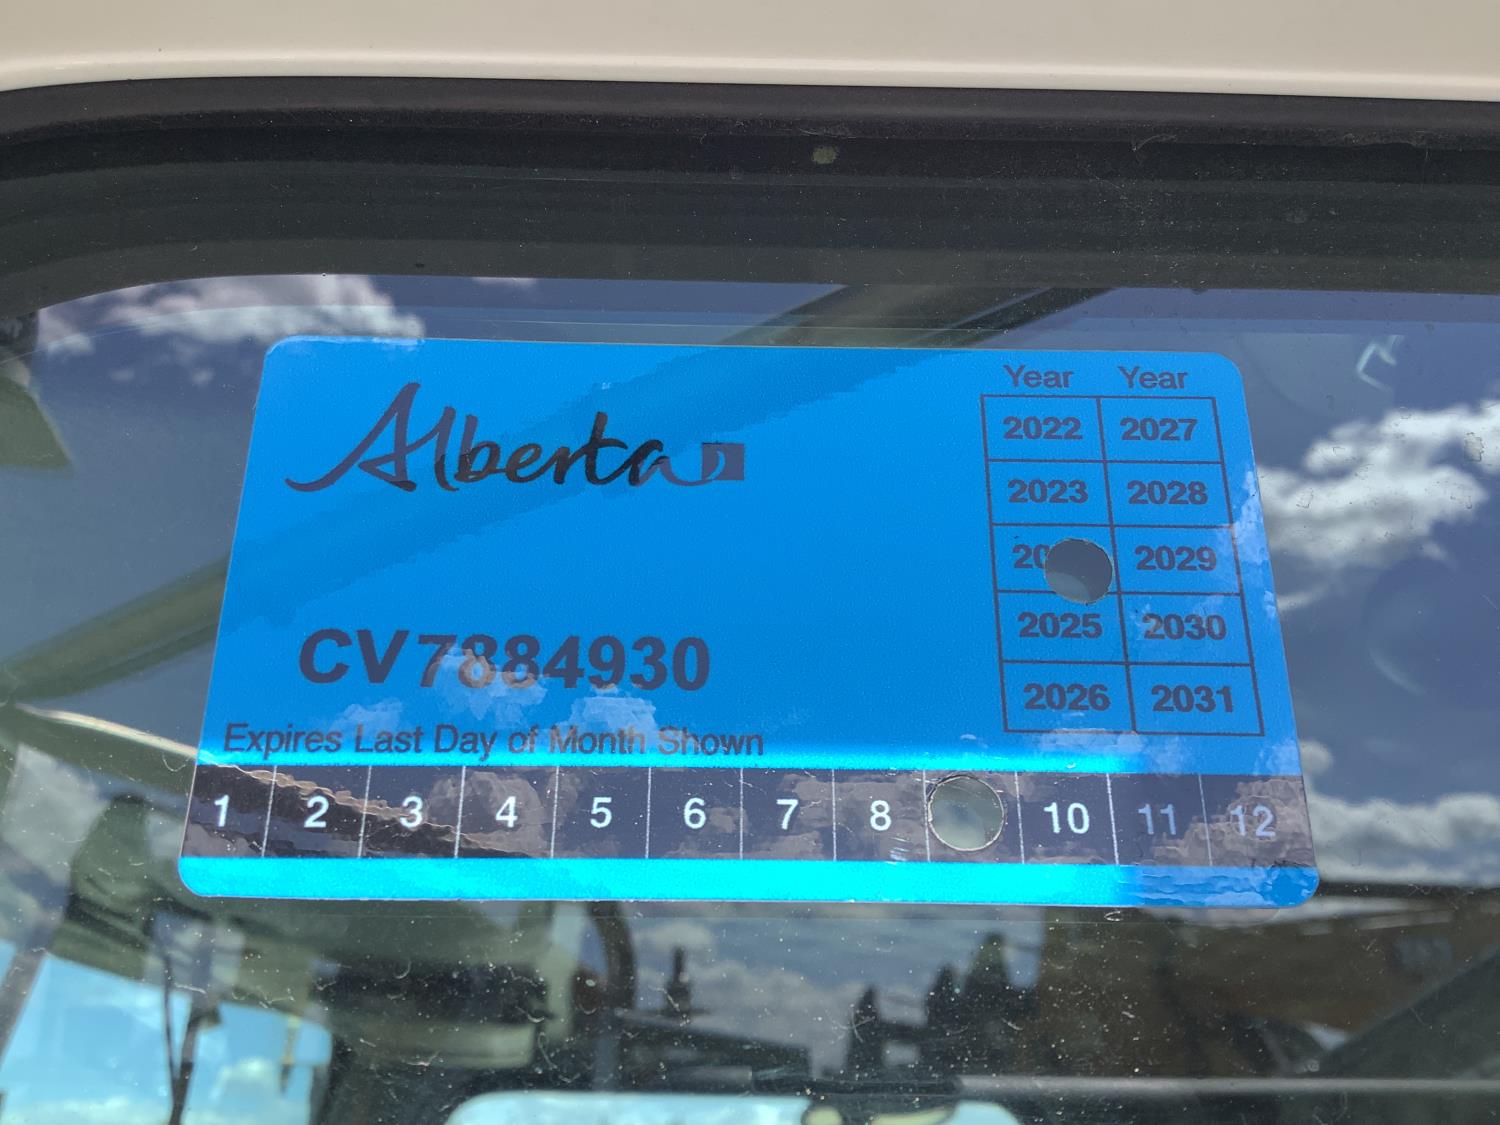 Alberta
Year Year
2022 2027
2023 2028
20 2029
2025 2030
2026 2031
CV7884930
Expires Last Day of Month Shown
1 2 3 4 5 6 7 8 10 11 12